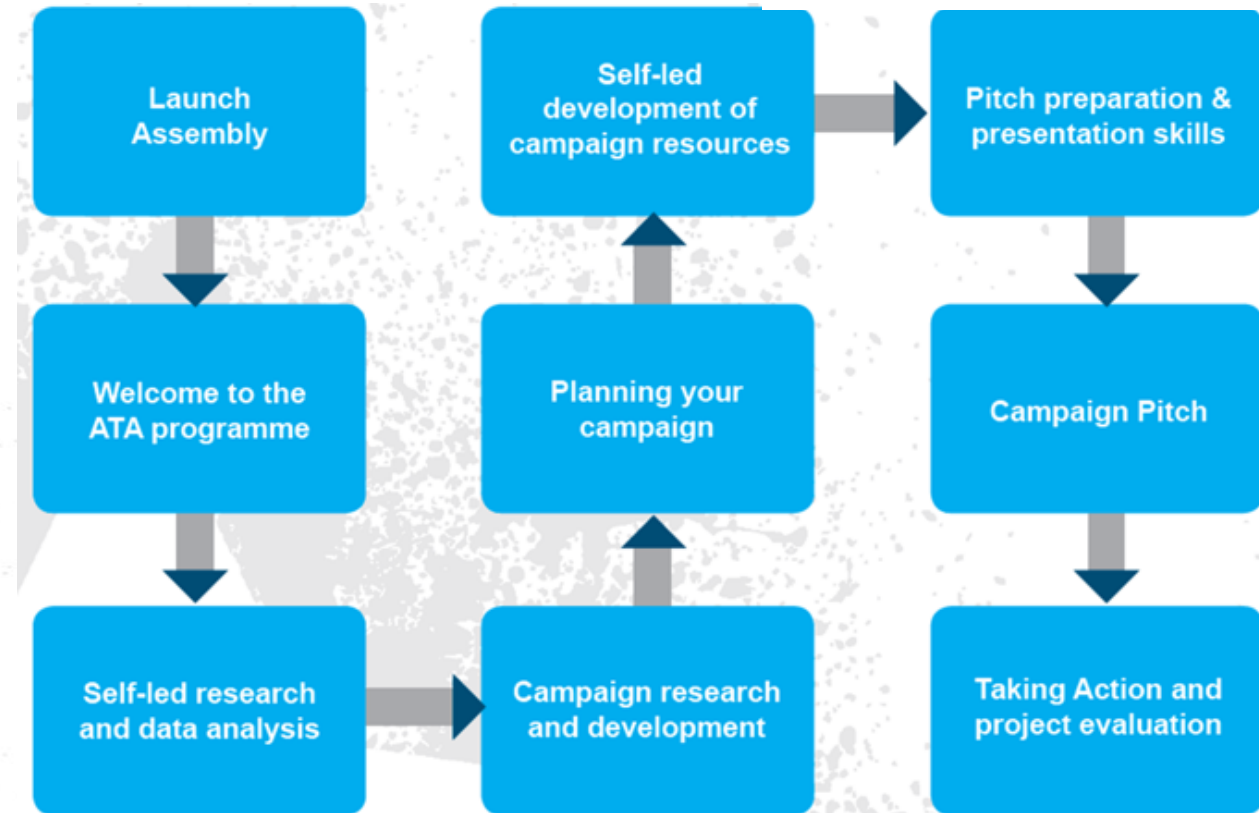 Launch
Assembly
Welcome to the
ATA programme
Self-led research
and data analysis
Campaign research
and development
Planning your
campaign
Self-led
development of
campaign resources
Pitch preparation &
presentation skills
Campaign Pitch
Taking Action and
project evaluation